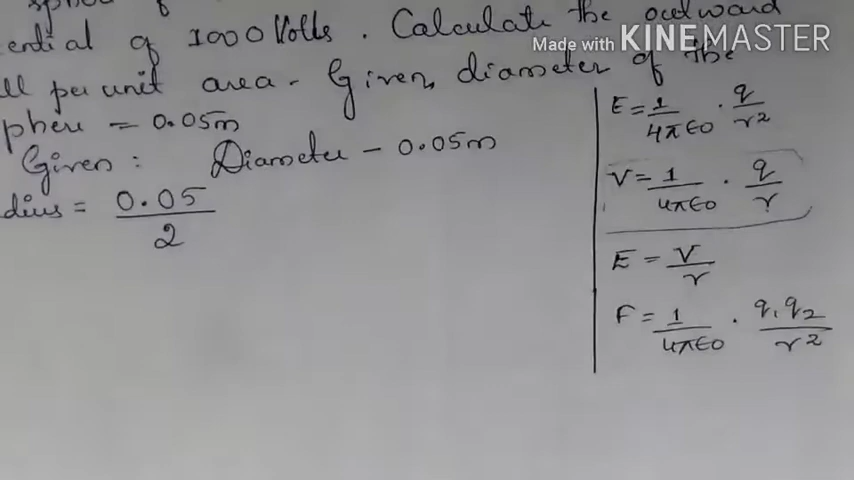 sphere of
ential of 1000 Volts. Calculate the outward
Made with KINEMASTER
ll per unit area. Given, diameter of the
phere = 0.05m
Given: Diameter - 0.05m
dius = 0.05/2
E = 1/4πε0 · q/r²
V = 1/4πε0 · q/r
E = V/r
F = 1/4πε0 · q1q2/r²